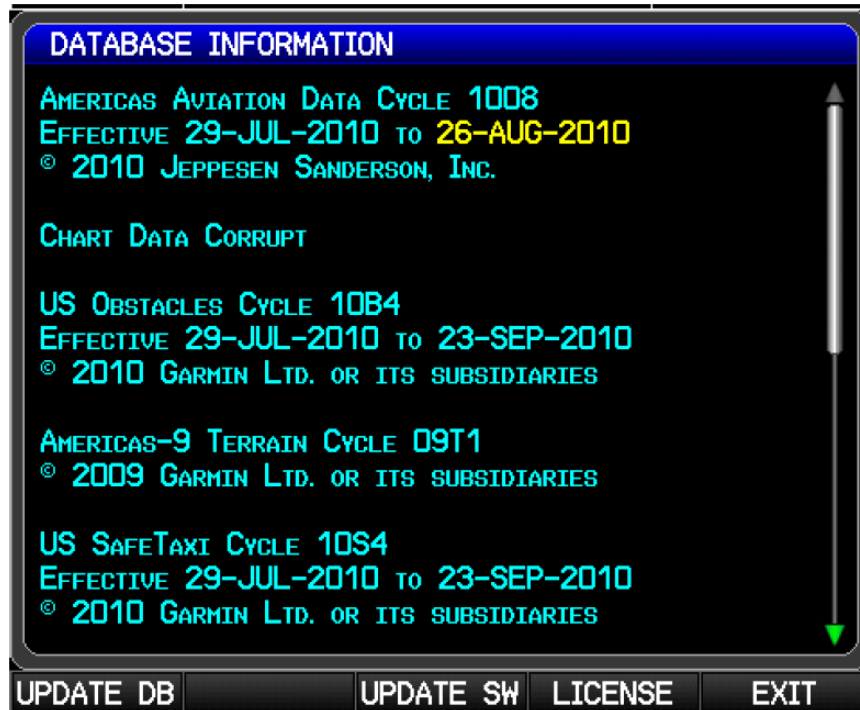 DATABASE INFORMATION
AMERICAS AVIATION DATA CYCLE 1008
EFFECTIVE 29-JUL-2010 TO 26-AUG-2010
© 2010 JEPPESEN SANDERSON, INC.
CHART DATA CORRUPT
US OBSTACLES CYCLE 10B4
EFFECTIVE 29-JUL-2010 TO 23-SEP-2010
© 2010 GARMIN LTD. OR ITS SUBSIDIARIES
AMERICAS-9 TERRAIN CYCLE 09T1
© 2009 GARMIN LTD. OR ITS SUBSIDIARIES
US SAFETAXI CYCLE 10S4
EFFECTIVE 29-JUL-2010 TO 23-SEP-2010
© 2010 GARMIN LTD. OR ITS SUBSIDIARIES
UPDATE DB UPDATE SW LICENSE EXIT